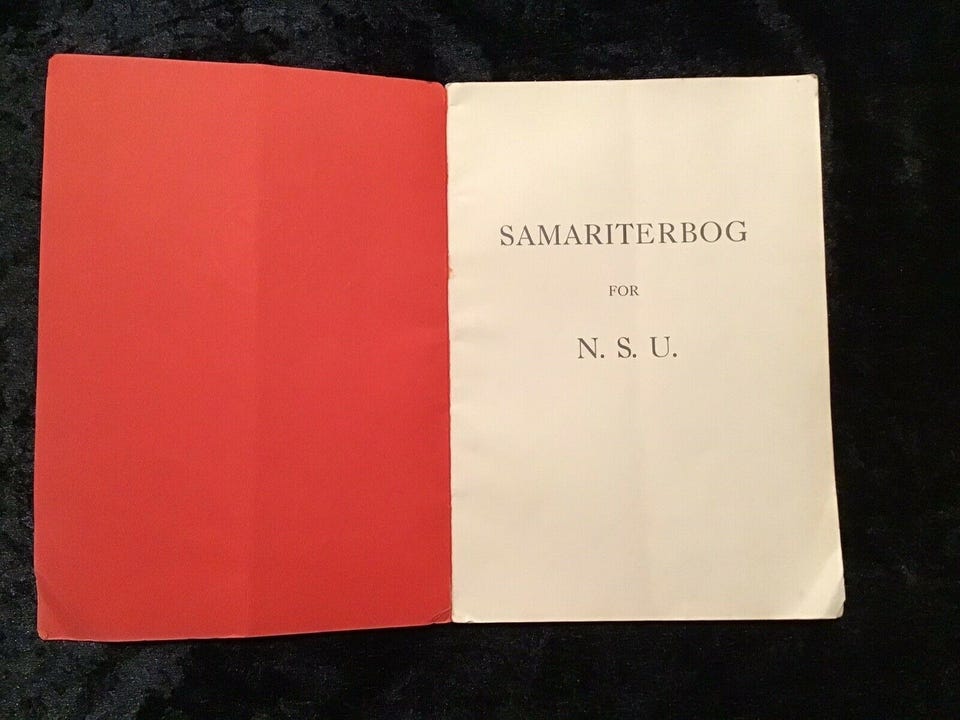 SAMARITERBOG
FOR
N. S. U.